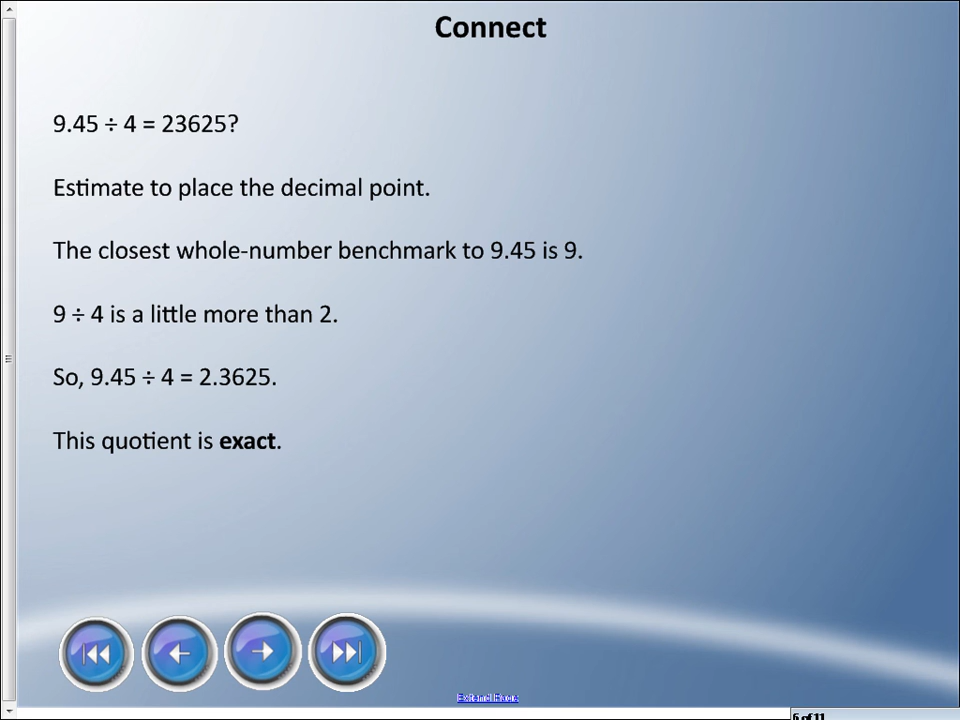 Connect
9.45 ÷ 4 = 23625?
Estimate to place the decimal point.
The closest whole-number benchmark to 9.45 is 9.
9 ÷ 4 is a little more than 2.
So, 9.45 ÷ 4 = 2.3625.
This quotient is exact.
Extend Page
6 of 11